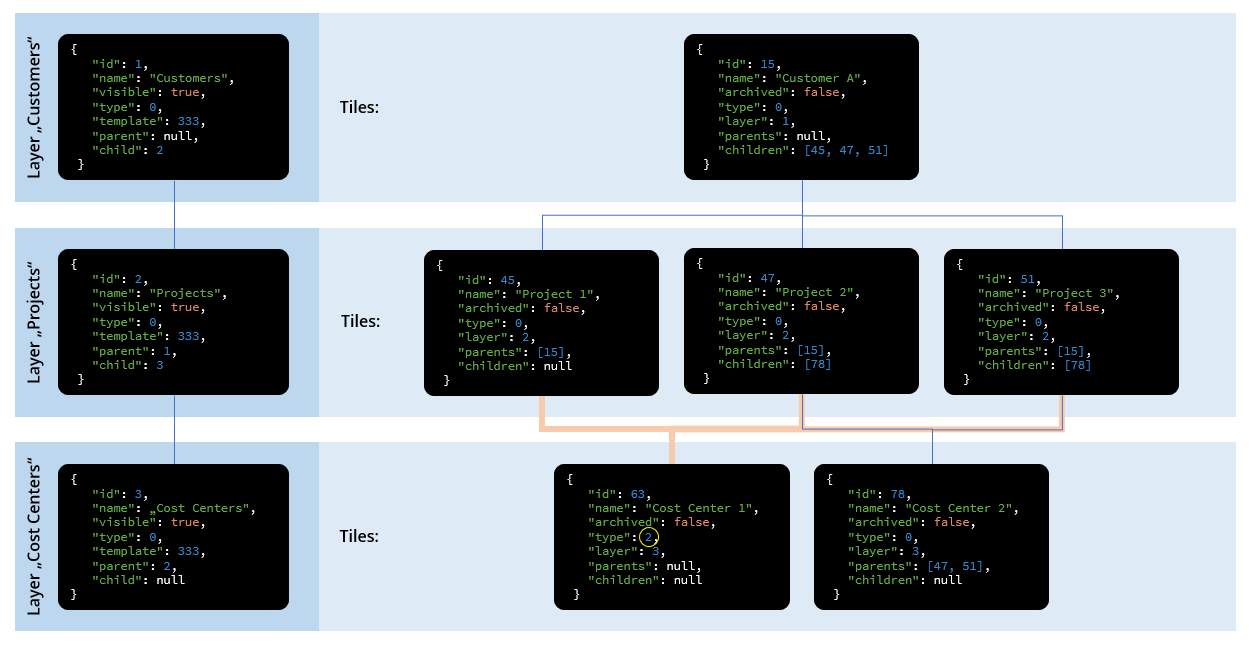 Layer „Customers“
{
"id": 1,
"name": "Customers",
"visible": true,
"type": 0,
"template": 333,
"parent": null,
"child": 2
}
Tiles:
{
"id": 15,
"name": "Customer A",
"archived": false,
"type": 0,
"layer": 1,
"parents": null,
"children": [45, 47, 51]
}
Layer „Projects“
{
"id": 2,
"name": "Projects",
"visible": true,
"type": 0,
"template": 333,
"parent": 1,
"child": 3
}
Tiles:
{
"id": 45,
"name": "Project 1",
"archived": false,
"type": 0,
"layer": 2,
"parents": [15],
"children": null
}
{
"id": 47,
"name": "Project 2",
"archived": false,
"type": 0,
"layer": 2,
"parents": [15],
"children": [78]
}
{
"id": 51,
"name": "Project 3",
"archived": false,
"type": 0,
"layer": 2,
"parents": [15],
"children": [78]
}
Layer „Cost Centers“
{
"id": 3,
"name": „Cost Centers",
"visible": true,
"type": 0,
"template": 333,
"parent": 2,
"child": null
}
Tiles:
{
"id": 63,
"name": "Cost Center 1",
"archived": false,
"type": 2,
"layer": 3,
"parents": null,
"children": null
}
{
"id": 78,
"name": "Cost Center 2",
"archived": false,
"type": 0,
"layer": 3,
"parents": [47, 51],
"children": null
}